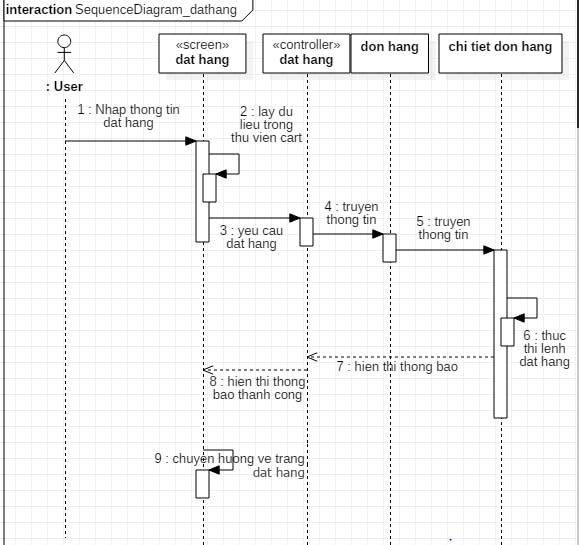 interaction SequenceDiagram_dathang
: User
«screen»
dat hang
«controller»
dat hang
don hang
chi tiet don hang
1 : Nhap thong tin
dat hang
2 : lay du
lieu trong
thu vien cart
3 : yeu cau
dat hang
4 : truyen
thong tin
5 : truyen
thong tin
6 : thuc
thi lenh
dat hang
7 : hien thi thong bao
8 : hien thi thong
bao thanh cong
9 : chuyen huong ve trang
dat hang